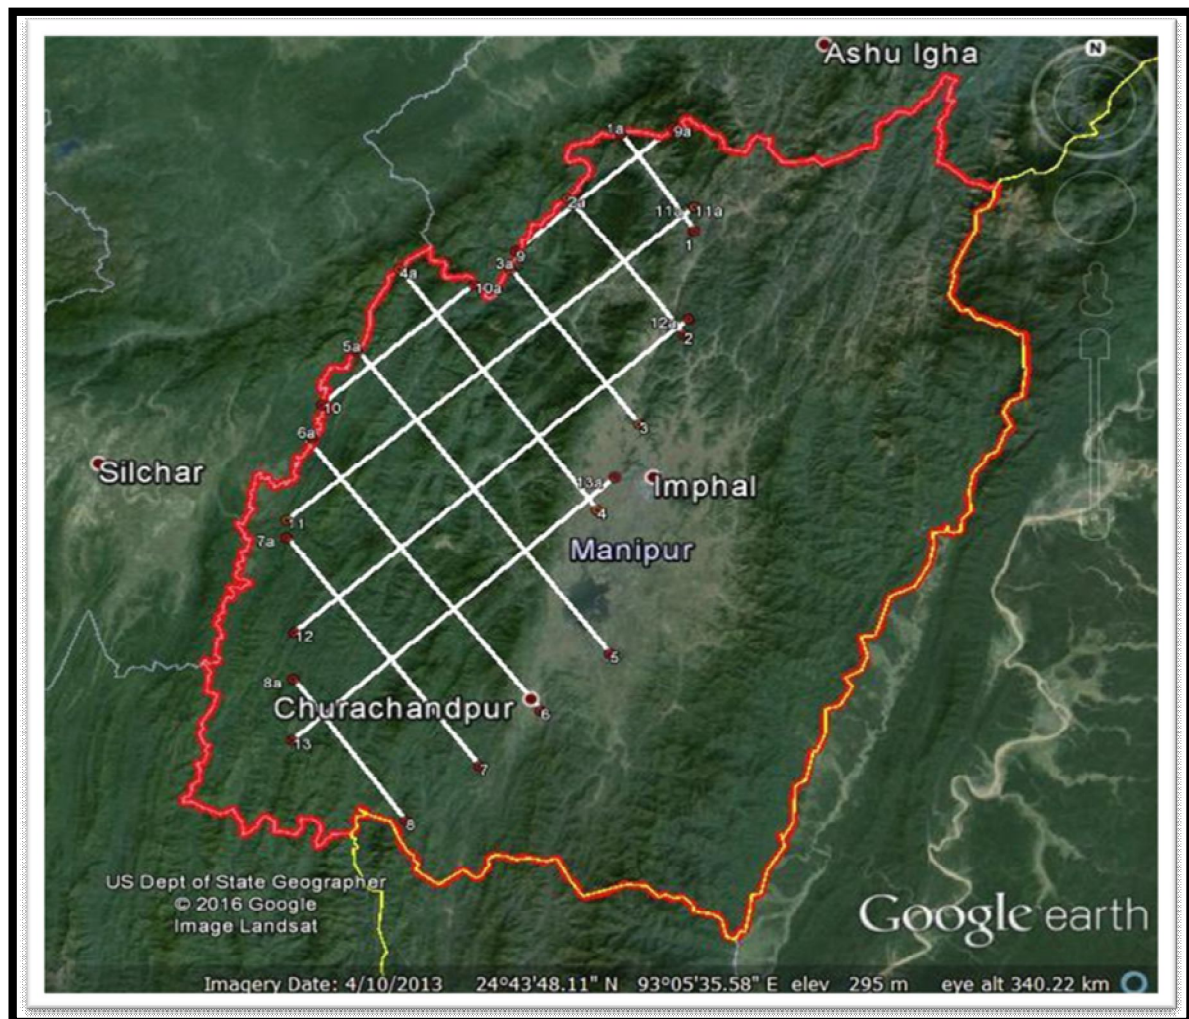 Ashu Igha
N
1a
9a
2a
11a
11a
1
9
3a
4a
10a
12a
2
5a
10
3
6a
Silchar
13a
Imphal
4
11
7a
Manipur
12
5
8a
Churachandpur
6
13
7
8
US Dept of State Geographer
© 2016 Google
Image Landsat
Google earth
Imagery Date: 4/10/2013 24°43'48.11" N 93°05'35.58" E elev 295 m eye alt 340.22 km